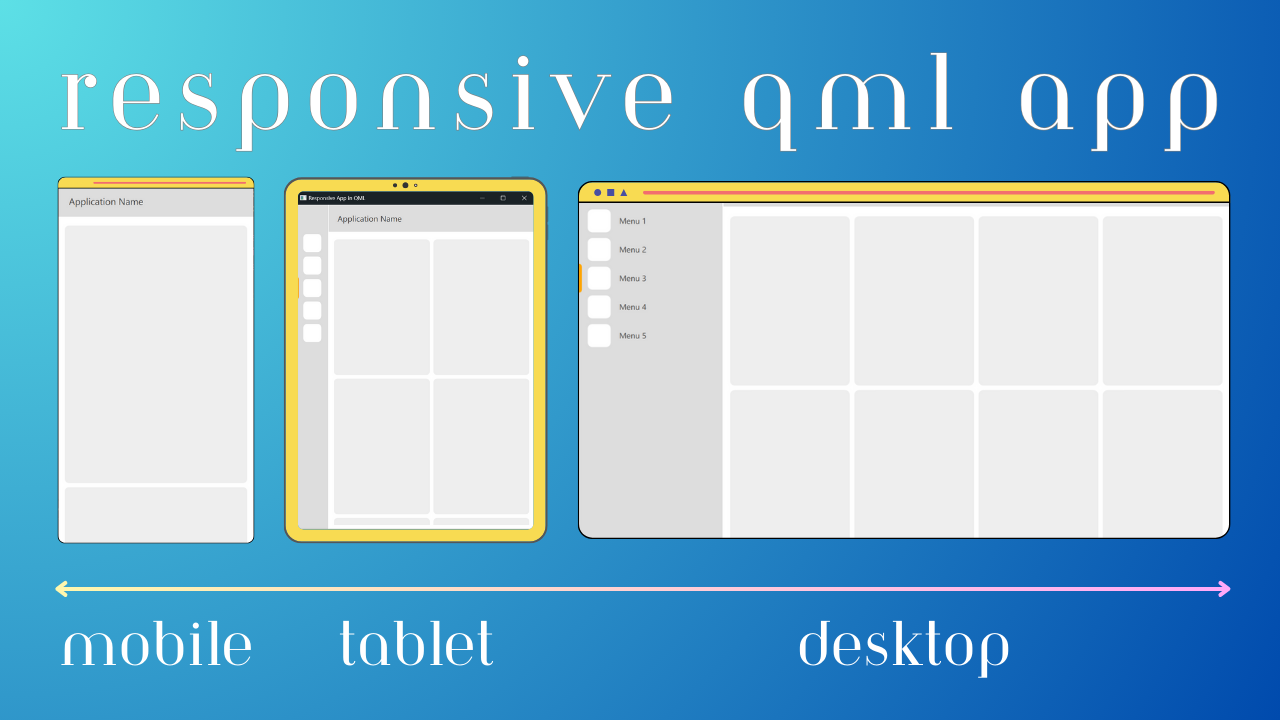 responsive qml app
Application Name
Responsive App in QML
Application Name
Menu 1
Menu 2
Menu 3
Menu 4
Menu 5
mobile
tablet
desktop